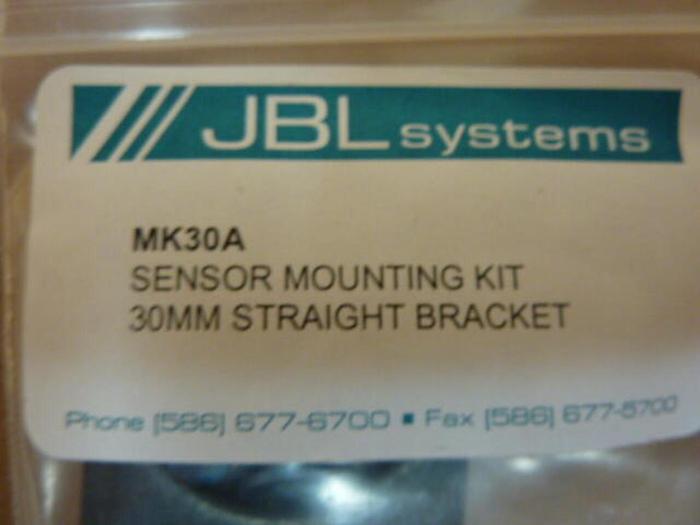 JBL systems
MK30A
SENSOR MOUNTING KIT
30MM STRAIGHT BRACKET
Phone (586) 677-6700 ▪ Fax (586) 677-5700